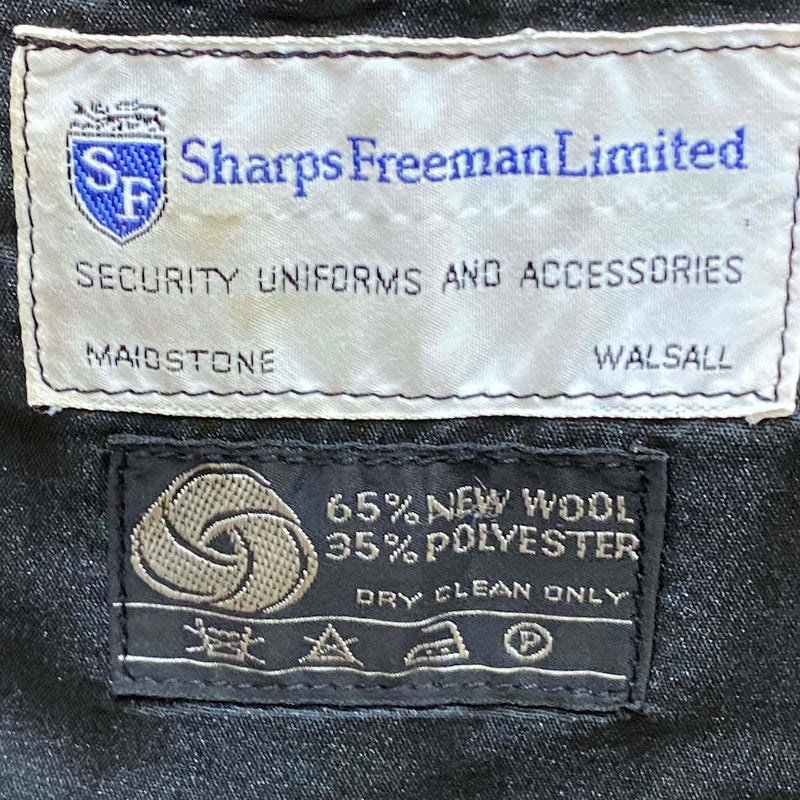 SF
Sharps Freeman Limited
SECURITY UNIFORMS AND ACCESSORIES
MAIDSTONE WALSALL
65% NEW WOOL
35% POLYESTER
DRY CLEAN ONLY
P